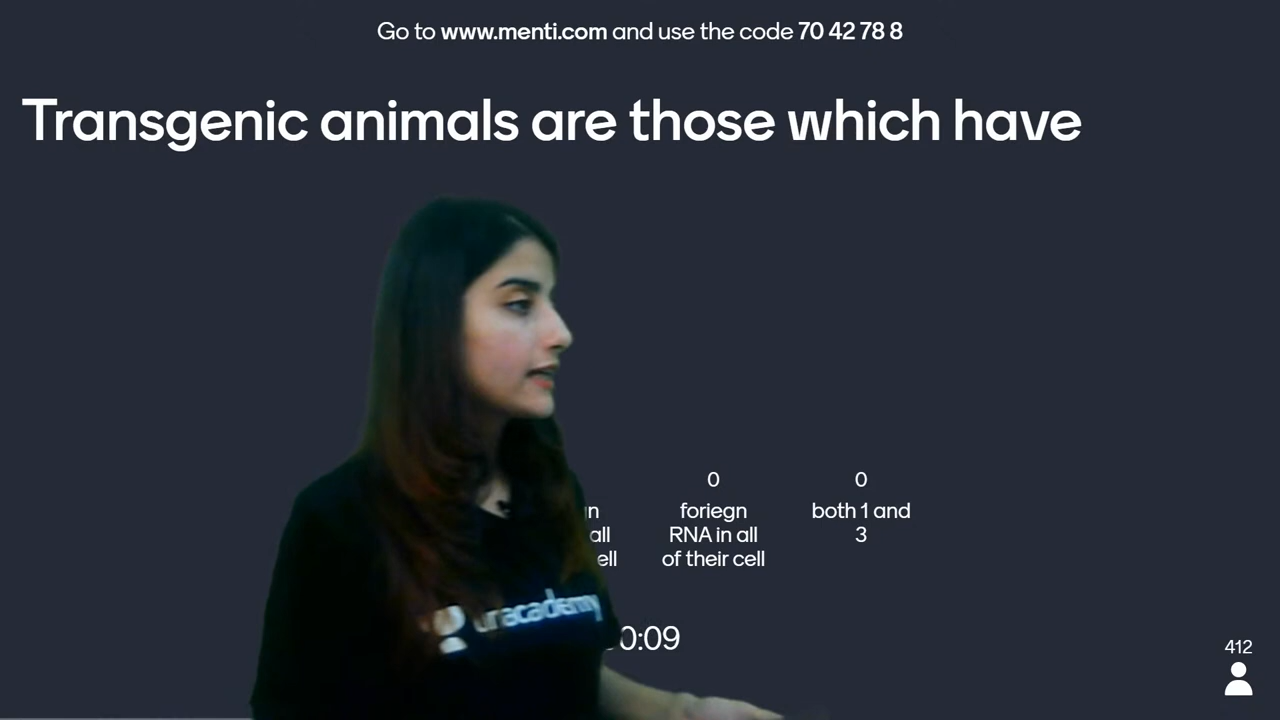 Go to www.menti.com and use the code 70 42 78 8
Transgenic animals are those which have
0
0
foriegn
RNA in all
of their cell
both 1 and
3
all
unacademy
0:09
412